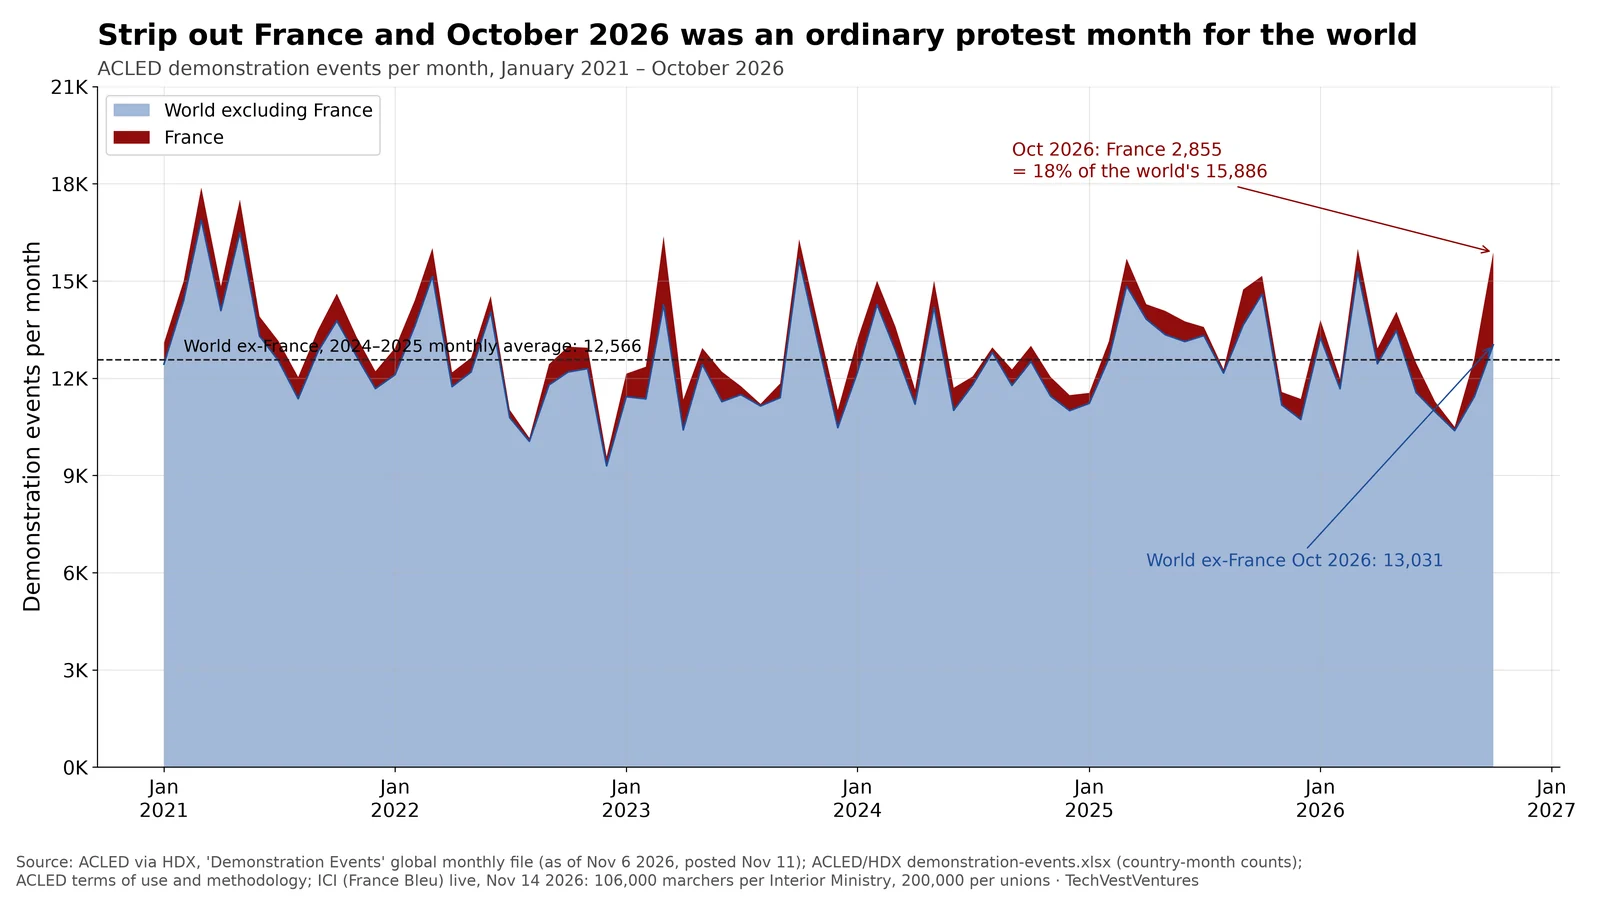 Strip out France and October 2026 was an ordinary protest month for the world
ACLED demonstration events per month, January 2021 – October 2026
World excluding France
France
Oct 2026: France 2,855
= 18% of the world's 15,886
World ex-France, 2024–2025 monthly average: 12,566
World ex-France Oct 2026: 13,031
Demonstration events per month
21K
18K
15K
12K
9K
6K
3K
0K
Jan
2021
Jan
2022
Jan
2023
Jan
2024
Jan
2025
Jan
2026
Jan
2027
Source: ACLED via HDX, 'Demonstration Events' global monthly file (as of Nov 6 2026, posted Nov 11); ACLED/HDX demonstration-events.xlsx (country-month counts);
ACLED terms of use and methodology; ICI (France Bleu) live, Nov 14 2026: 106,000 marchers per Interior Ministry, 200,000 per unions · TechVestVentures